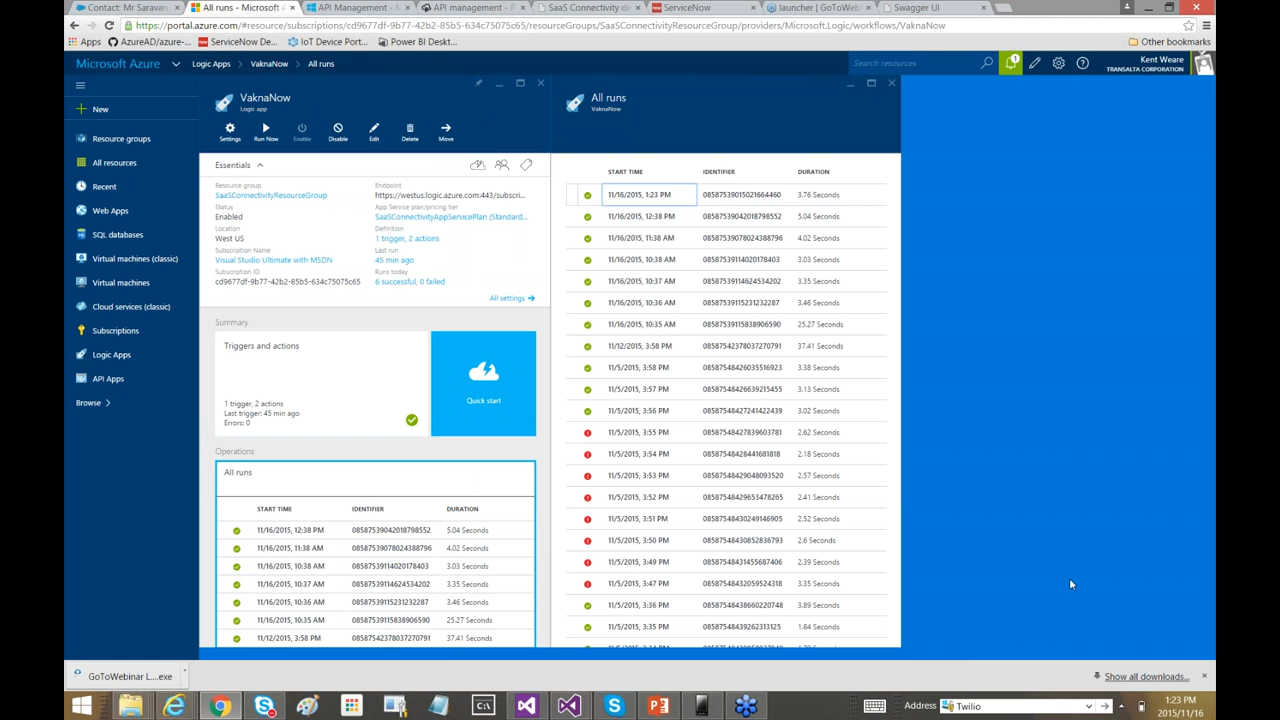 Contact: Mr Saravan
All runs - Microsoft A
API Management - M
API management - P
SaaS Connectivity de
ServiceNow
launcher | GoToWeb
Swagger UI
https://portal.azure.com/#resource/subscriptions/cd9677df-9b77-42b2-85b5-634c75075c65/resourceGroups/SaaSConnectivityResourceGroup/providers/Microsoft.Logic/workflows/VaknaNow
Apps
AzureAD/azure-
ServiceNow De...
IoT Device Port...
Power BI Deskt...
Other bookmarks
Microsoft Azure
Logic Apps
VaknaNow
All runs
Search resources
1
Kent Weare
TRANSALTA CORPORATION
New
Resource groups
All resources
Recent
Web Apps
SQL databases
Virtual machines (classic)
Virtual machines
Cloud services (classic)
Subscriptions
Logic Apps
API Apps
Browse
VaknaNow
Logic app
Settings
Run Now
Enable
Disable
Edit
Delete
Move
Essentials
Resource group
SaaSConnectivityResourceGroup
Status
Enabled
Location
West US
Subscription Name
Visual Studio Ultimate with MSDN
Subscription ID
cd9677df-9b77-42b2-85b5-634c75075c65
Endpoint
https://westus.logic.azure.com:443/subscri...
App Service plan/pricing tier
SaaSConnectivityAppServicePlan (Standard...
Definition
1 trigger, 2 actions
Last run
45 min ago
Runs today
6 successful, 0 failed
All settings
Summary
Triggers and actions
1 trigger, 2 actions
Last trigger: 45 min ago
Errors: 0
Quick start
Operations
All runs
START TIME IDENTIFIER DURATION
11/16/2015, 12:38 PM 08587539042018798552 5.04 Seconds
11/16/2015, 11:38 AM 08587539078024388796 4.02 Seconds
11/16/2015, 10:38 AM 08587539114020178403 3.03 Seconds
11/16/2015, 10:37 AM 08587539114624534202 3.35 Seconds
11/16/2015, 10:36 AM 08587539115231232287 3.46 Seconds
11/16/2015, 10:35 AM 08587539115838906590 25.27 Seconds
11/12/2015, 3:58 PM 08587542378037270791 37.41 Seconds
All runs
VaknaNow
START TIME IDENTIFIER DURATION
11/16/2015, 1:23 PM 08587539015021664460 3.76 Seconds
11/16/2015, 12:38 PM 08587539042018798552 5.04 Seconds
11/16/2015, 11:38 AM 08587539078024388796 4.02 Seconds
11/16/2015, 10:38 AM 08587539114020178403 3.03 Seconds
11/16/2015, 10:37 AM 08587539114624534202 3.35 Seconds
11/16/2015, 10:36 AM 08587539115231232287 3.46 Seconds
11/16/2015, 10:35 AM 08587539115838906590 25.27 Seconds
11/12/2015, 3:58 PM 08587542378037270791 37.41 Seconds
11/5/2015, 3:58 PM 08587548426035516923 3.38 Seconds
11/5/2015, 3:57 PM 08587548426639215455 3.13 Seconds
11/5/2015, 3:56 PM 08587548427241422439 3.02 Seconds
11/5/2015, 3:55 PM 08587548427839603781 2.62 Seconds
11/5/2015, 3:54 PM 08587548428441681818 2.18 Seconds
11/5/2015, 3:53 PM 08587548429048093520 2.57 Seconds
11/5/2015, 3:52 PM 08587548429653478265 2.41 Seconds
11/5/2015, 3:51 PM 08587548430249146905 2.52 Seconds
11/5/2015, 3:50 PM 08587548430852836793 2.6 Seconds
11/5/2015, 3:49 PM 08587548431455687406 2.39 Seconds
11/5/2015, 3:47 PM 08587548432059524318 3.35 Seconds
11/5/2015, 3:36 PM 08587548438660220748 3.89 Seconds
11/5/2015, 3:35 PM 08587548439262313125 1.84 Seconds
GoToWebinar L....exe
Show all downloads...
Address
Twilio
1:23 PM
2015/11/16